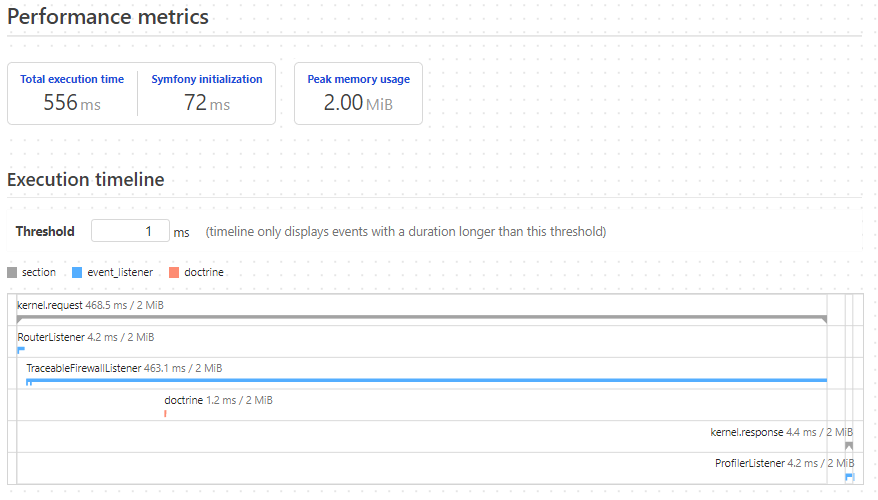 Performance metrics
Total execution time Symfony initialization Peak memory usage
556 ms 72 ms 2.00 MiB
Execution timeline
Threshold 1 ms (timeline only displays events with a duration longer than this threshold)
section event_listener doctrine
kernel.request 468.5 ms / 2 MiB
RouterListener 4.2 ms / 2 MiB
TraceableFirewallListener 463.1 ms / 2 MiB
doctrine 1.2 ms / 2 MiB
kernel.response 4.4 ms / 2 MiB
ProfilerListener 4.2 ms / 2 MiB